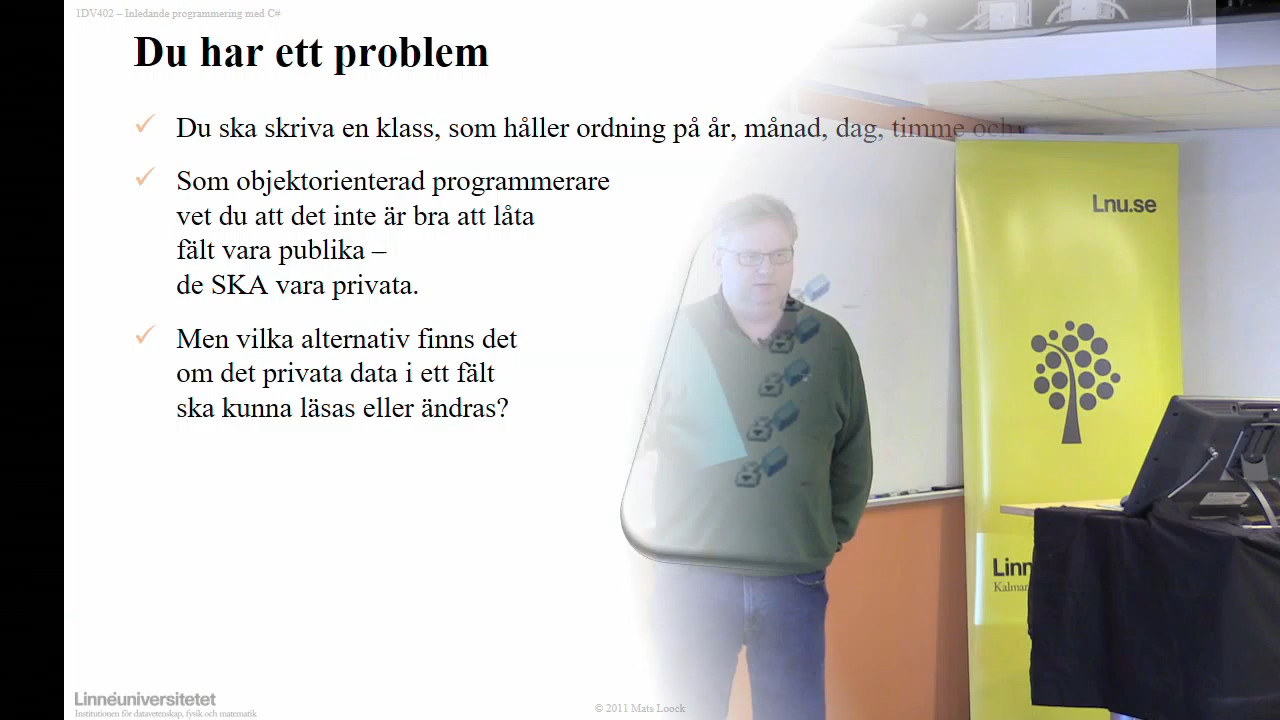 1DV402 – Inledande programmering med C#
Du har ett problem
Du ska skriva en klass, som håller ordning på år, månad, dag, timme och
Som objektorienterad programmerare
vet du att det inte är bra att låta
fält vara publika –
de SKA vara privata.
Men vilka alternativ finns det
om det privata data i ett fält
ska kunna läsas eller ändras?
Lnu.se
Linn
Kalmar
Linnéuniversitetet
Institutionen för datavetenskap, fysik och matematik
© 2011 Mats Loock